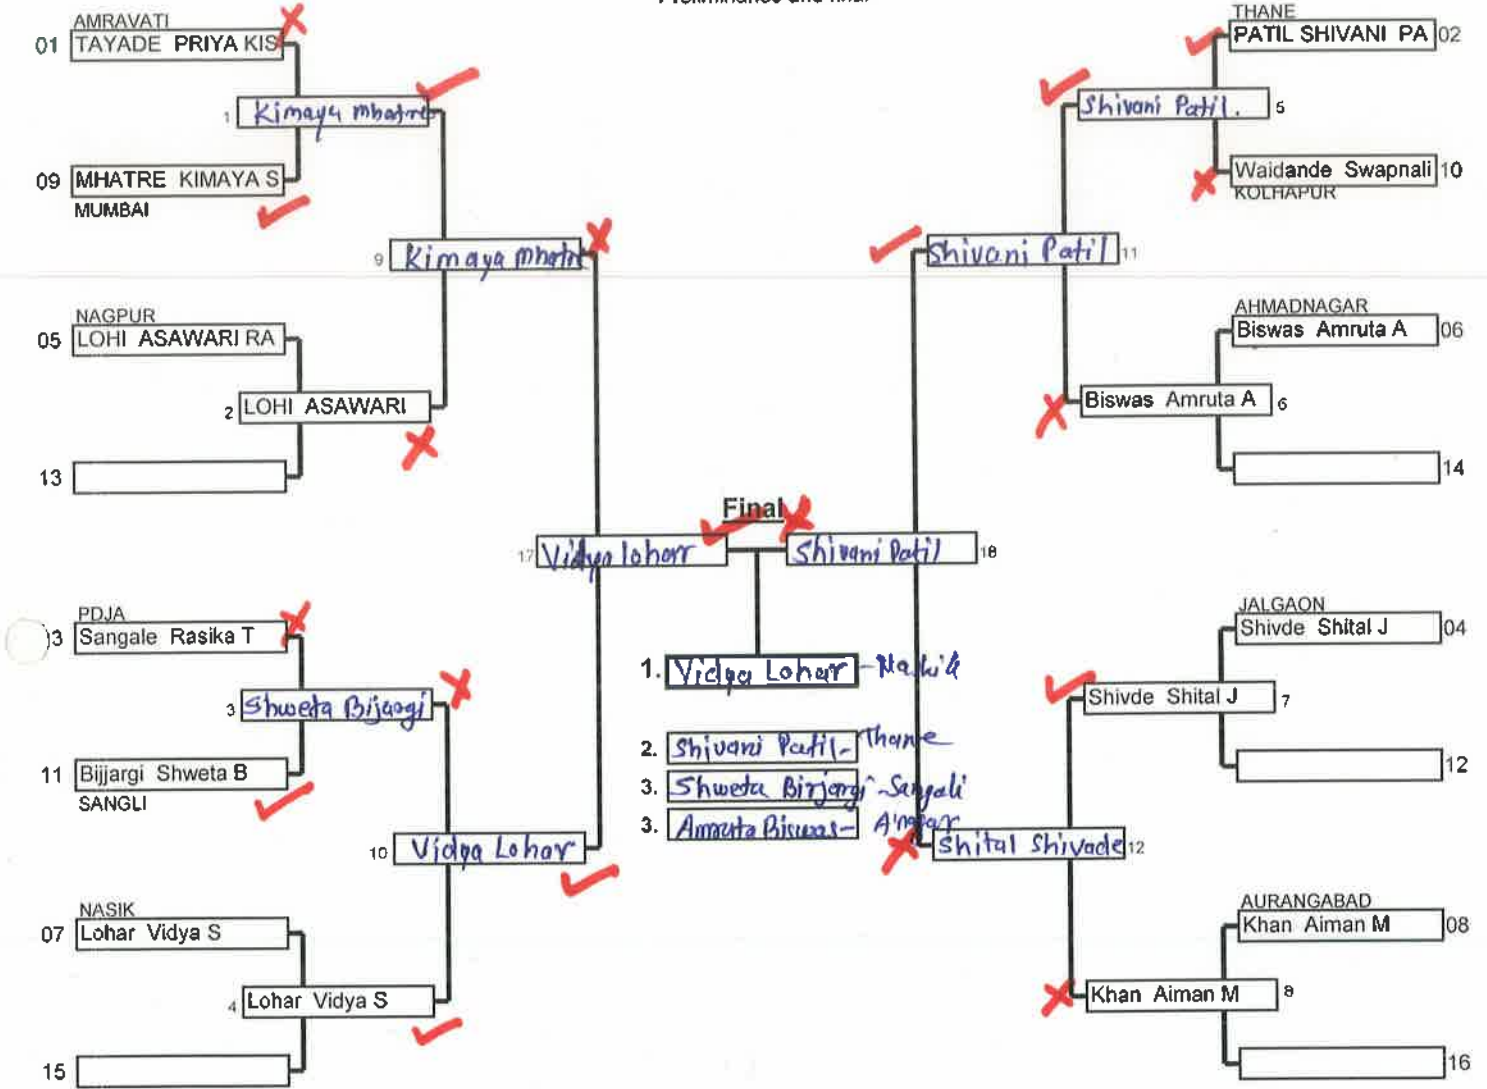 AMRAVATI
01 TAYADE PRIYA KIS
1 Kimaya Mhatre
09 MHATRE KIMAYA S
MUMBAI
9 Kimaya Mhatr
NAGPUR
05 LOHI ASAWARI RA
2 LOHI ASAWARI
13
17 Vidya lohar
PDJA
3 Sangale Rasika T
3 Shweta Bijargi
11 Bijjargi Shweta B
SANGLI
10 Vidya Lohar
NASIK
07 Lohar Vidya S
4 Lohar Vidya S
15
Final
1. Vidya Lohar - Nashik
2. Shivani Patil - Thane
3. Shweta Birjargi - Sangali
3. Amruta Biswas - A'nagar
THANE
PATIL SHIVANI PA 02
Shivani Patil. 5
Waidande Swapnali 10
KOLHAPUR
Shivani Patil 11
AHMADNAGAR
Biswas Amruta A 06
Biswas Amruta A 6
14
Shivani Patil 18
JALGAON
Shivde Shital J 04
Shivde Shital J 7
12
Shital Shivade 12
AURANGABAD
Khan Aiman M 08
Khan Aiman M 8
16